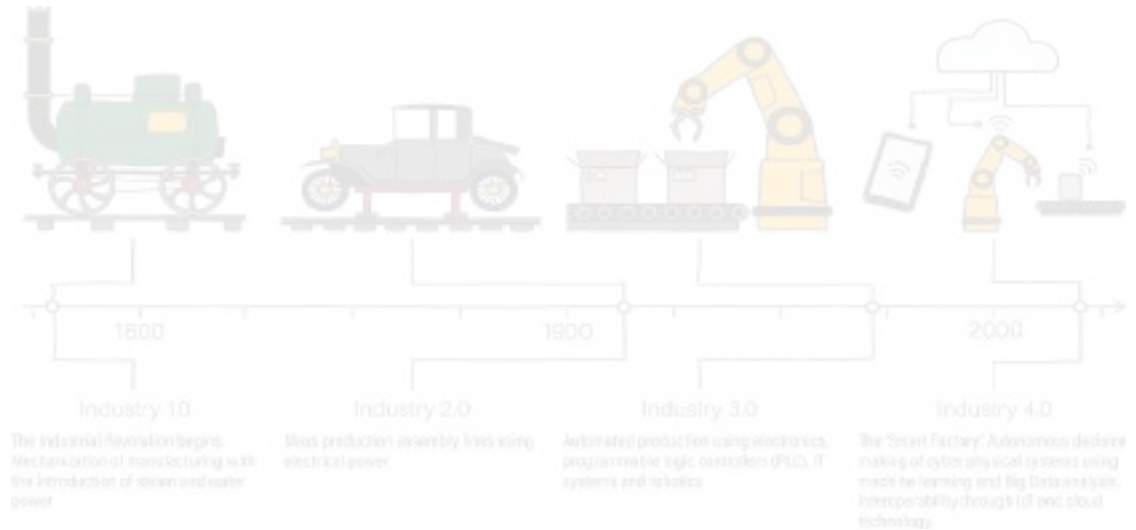 1800
1900
2000
Industry 1.0
Industry 2.0
Industry 3.0
Industry 4.0
The Industrial Revolution begins.
Mechanization of manufacturing with
the introduction of steam and water
power
Mass production assembly lines using
electrical power
Automated production using electronics,
programmable logic controllers (PLC), IT
systems and robotics
The 'Smart Factory'. Autonomous decision
making of cyber physical systems using
machine learning and Big Data analysis.
Interoperability through IoT and cloud
technology